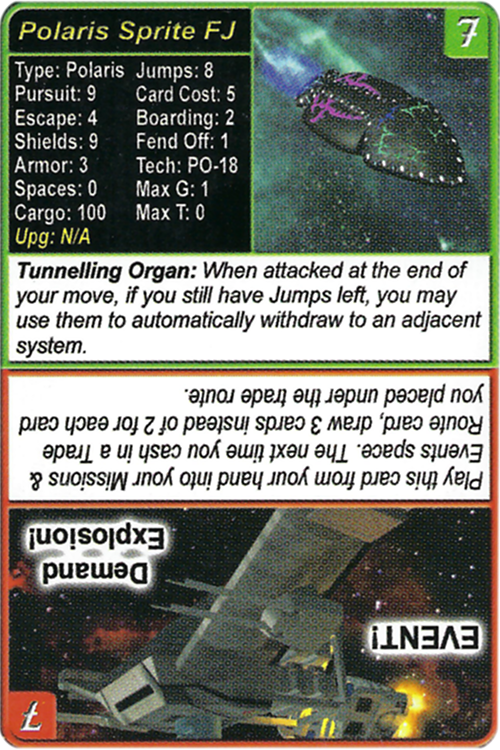 Polaris Sprite FJ
7
Type: Polaris Jumps: 8
Pursuit: 9 Card Cost: 5
Escape: 4 Boarding: 2
Shields: 9 Fend Off: 1
Armor: 3 Tech: PO-18
Spaces: 0 Max G: 1
Cargo: 100 Max T: 0
Upg: N/A
Tunnelling Organ: When attacked at the end of
your move, if you still have Jumps left, you may
use them to automatically withdraw to an adjacent
system.
7
EVENT!
Demand
Explosion!
Play this card from your hand into your Missions &
Events space. The next time you cash in a Trade
Route card, draw 3 cards instead of 2 for each card
you placed under the trade route.